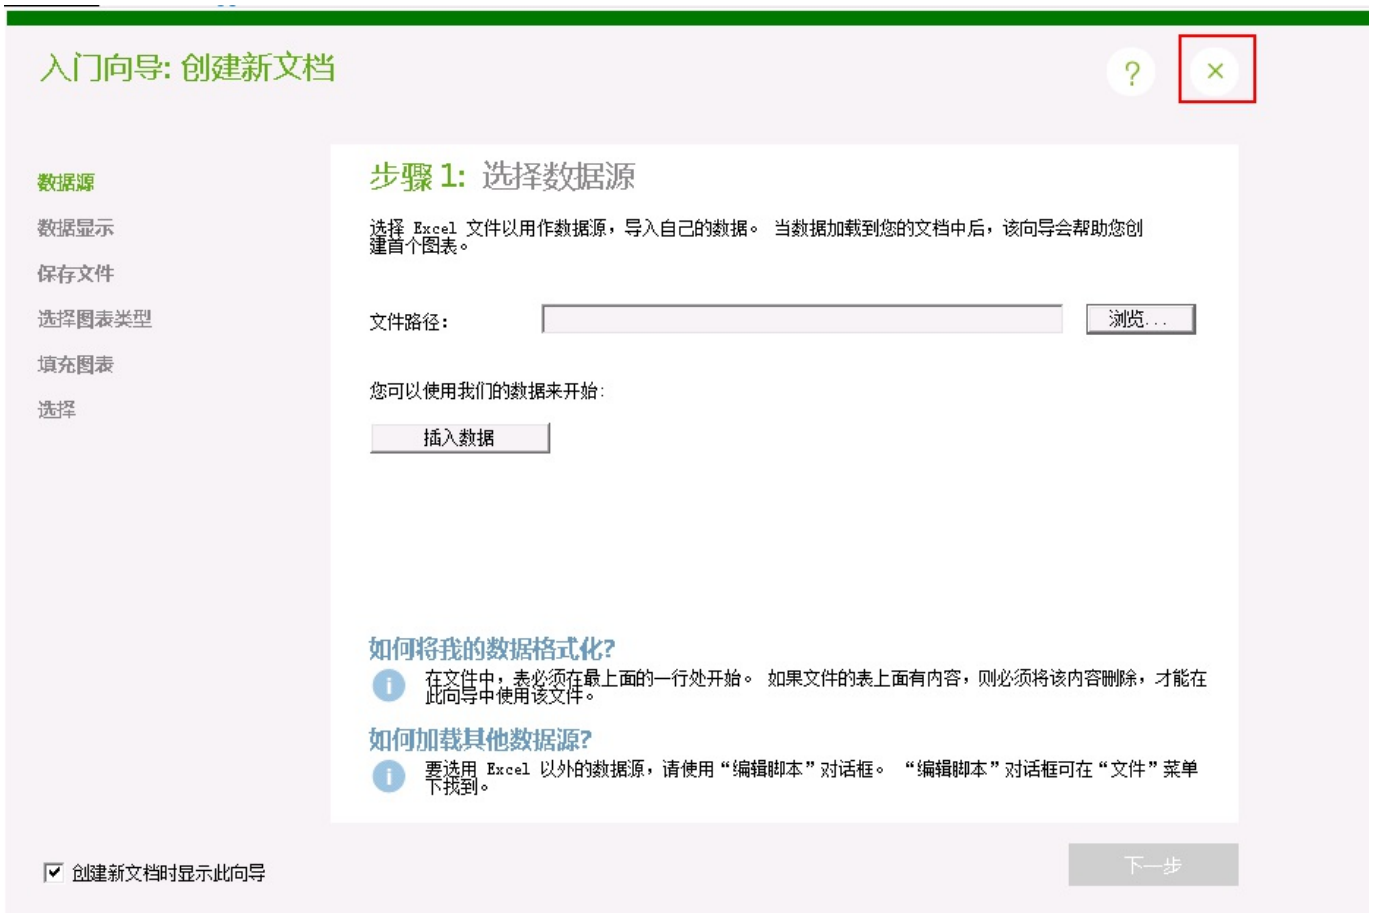 入门向导: 创建新文档
?
×
数据源
数据显示
保存文件
选择图表类型
填充图表
选择
步骤 1: 选择数据源
选择 Excel 文件以用作数据源，导入自己的数据。 当数据加载到您的文档中后，该向导会帮助您创
建首个图表。
文件路径：
浏览...
您可以使用我们的数据来开始:
插入数据
如何将我的数据格式化?
i
在文件中，表必须在最上面的一行处开始。 如果文件的表上面有内容，则必须将该内容删除，才能在
此向导中使用该文件。
如何加载其他数据源?
i
要选用 Excel 以外的数据源，请使用“编辑脚本”对话框。 “编辑脚本”对话框可在“文件”菜单
下找到。
创建新文档时显示此向导
下一步